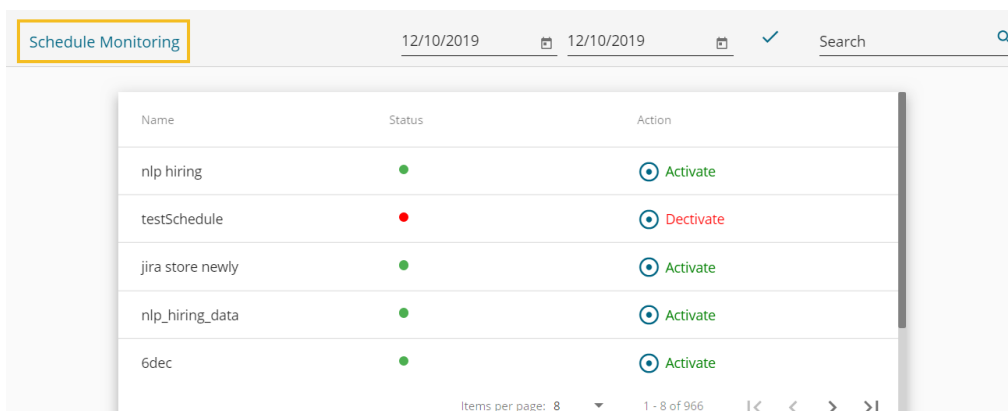 Schedule Monitoring 12/10/2019 12/10/2019 Search
Name Status Action
nlp hiring Activate
testSchedule Dectivate
jira store newly Activate
nlp_hiring_data Activate
6dec Activate
Items per page: 8 1 - 8 of 966